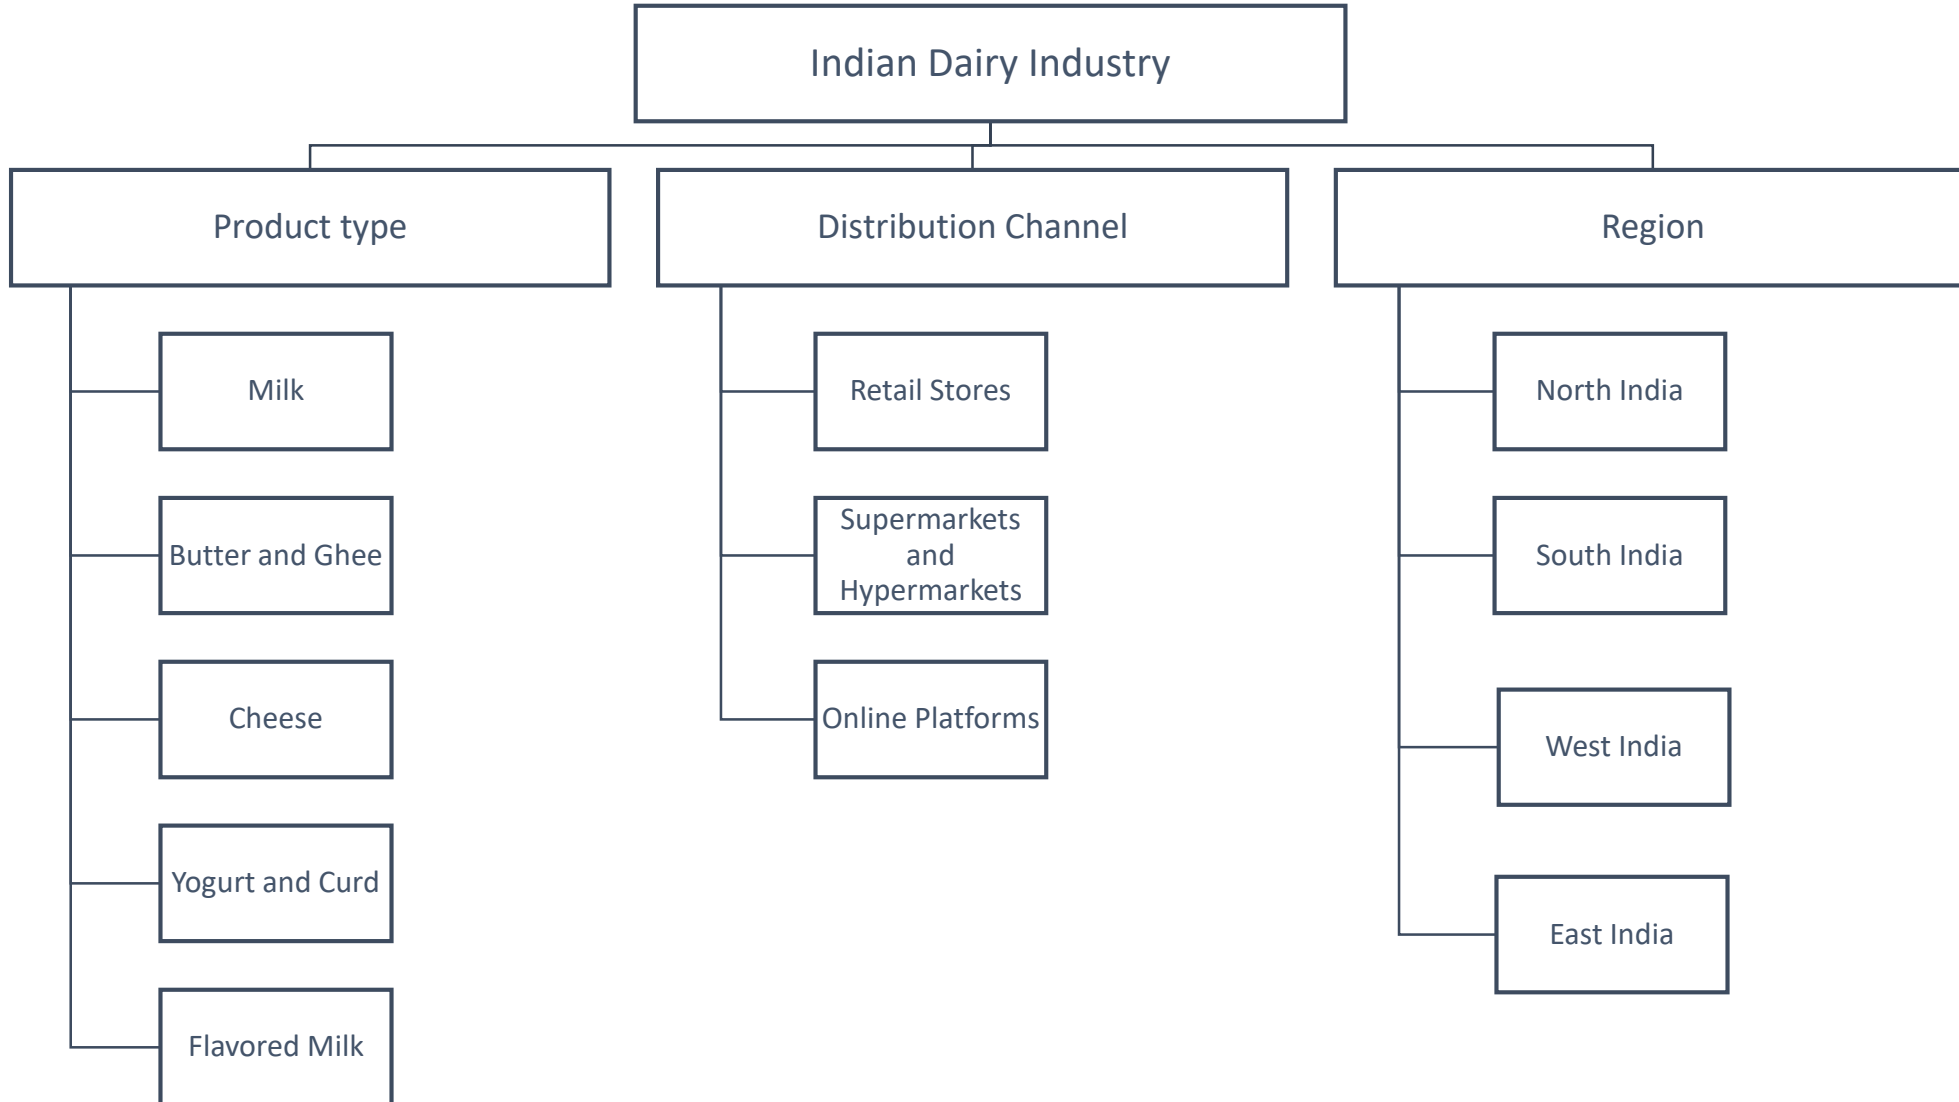 Indian Dairy Industry
Product type
Distribution Channel
Region
Milk
Butter and Ghee
Cheese
Yogurt and Curd
Flavored Milk
Retail Stores
Supermarkets
and
Hypermarkets
Online Platforms
North India
South India
West India
East India